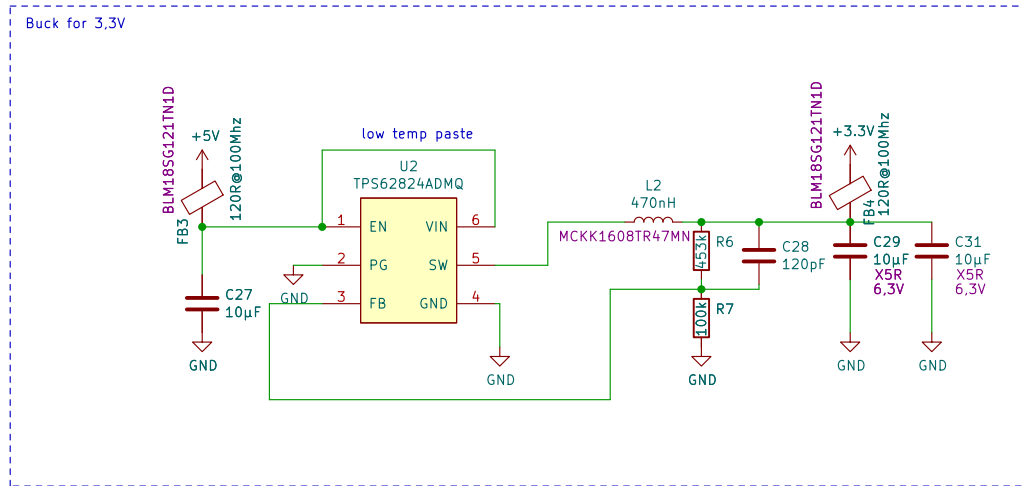 Buck for 3,3V
low temp paste
BLM18SG121TN1D
+5V
120R@100Mhz
FB3
C27
10µF
GND
GND
U2
TPS62824ADMQ
1
EN
VIN
6
2
PG
SW
5
3
FB
GND
4
GND
L2
470nH
MCKK1608TR47MN
R6
453k
C28
120pF
R7
100k
GND
BLM18SG121TN1D
+3.3V
120R@100Mhz
FB4
C29
10µF
X5R
6,3V
GND
C31
10µF
X5R
6,3V
GND